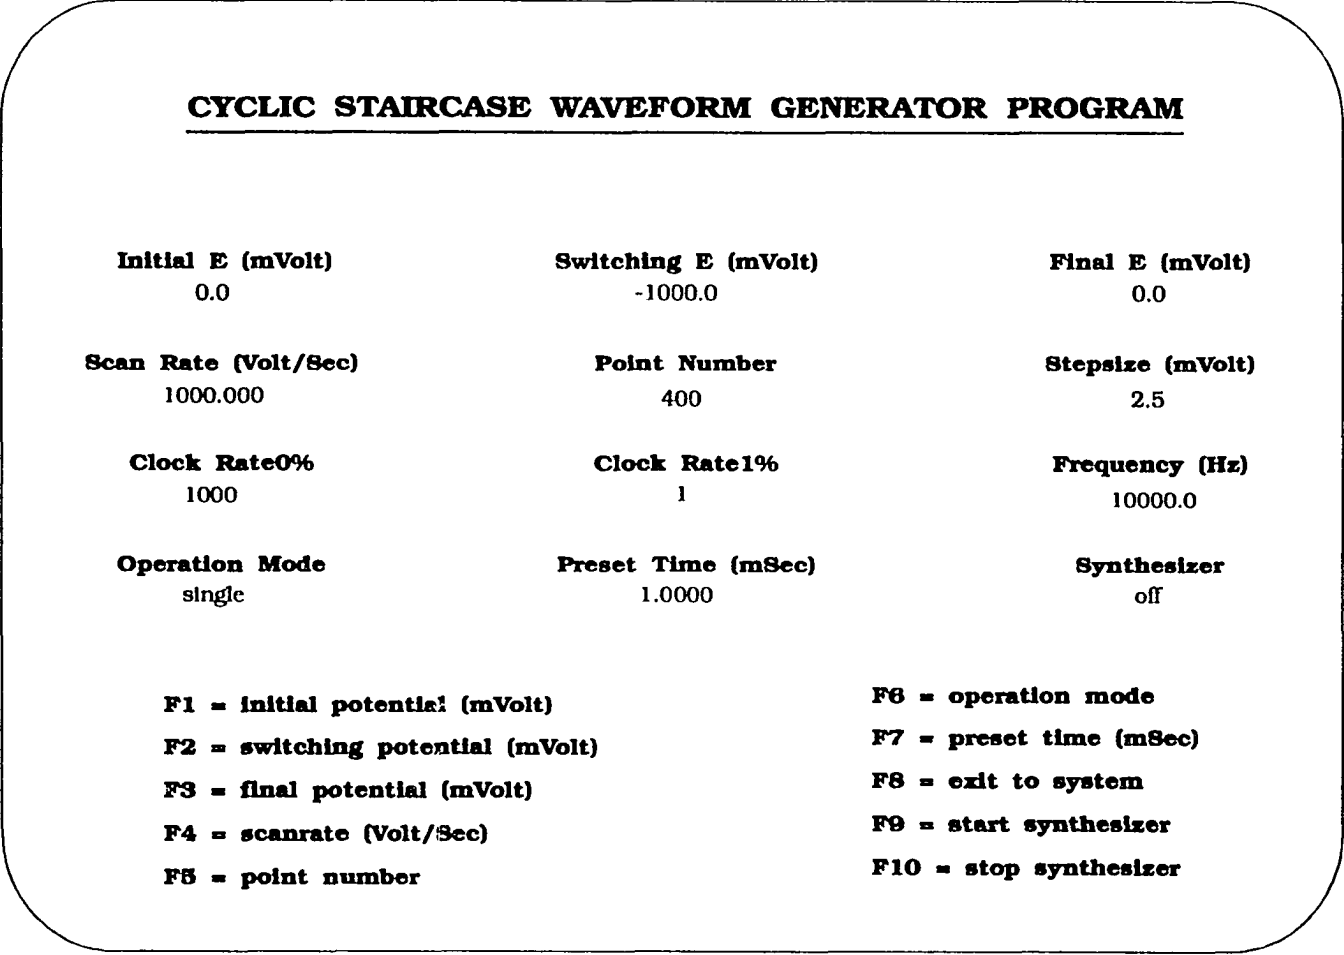 CYCLIC STAIRCASE WAVEFORM GENERATOR PROGRAM
Initial E (mVolt) Switching E (mVolt) Final E (mVolt)
0.0 -1000.0 0.0
Scan Rate (Volt/Sec) Point Number Stepsize (mVolt)
1000.000 400 2.5
Clock Rate0% Clock Rate1% Frequency (Hz)
1000 1 10000.0
Operation Mode Preset Time (mSec) Synthesizer
single 1.0000 off
F1 = initial potential (mVolt)
F2 = switching potential (mVolt)
F3 = final potential (mVolt)
F4 = scanrate (Volt/Sec)
F5 = point number
F6 = operation mode
F7 = preset time (mSec)
F8 = exit to system
F9 = start synthesizer
F10 = stop synthesizer